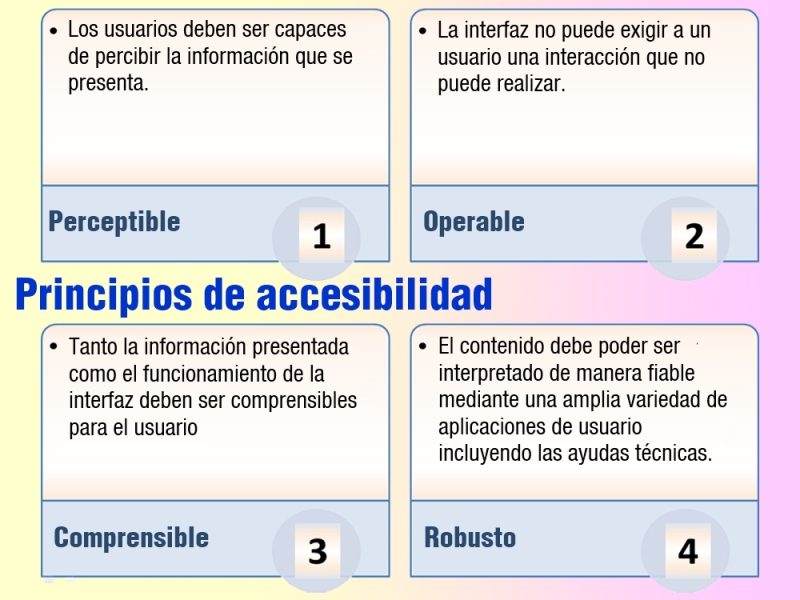 • Los usuarios deben ser capaces
de percibir la información que se
presenta.
Perceptible
1
• La interfaz no puede exigir a un
usuario una interacción que no
puede realizar.
Operable
2
Principios de accesibilidad
• Tanto la información presentada
como el funcionamiento de la
interfaz deben ser comprensibles
para el usuario
Comprensible
3
• El contenido debe poder ser
interpretado de manera fiable
mediante una amplia variedad de
aplicaciones de usuario
incluyendo las ayudas técnicas.
Robusto
4